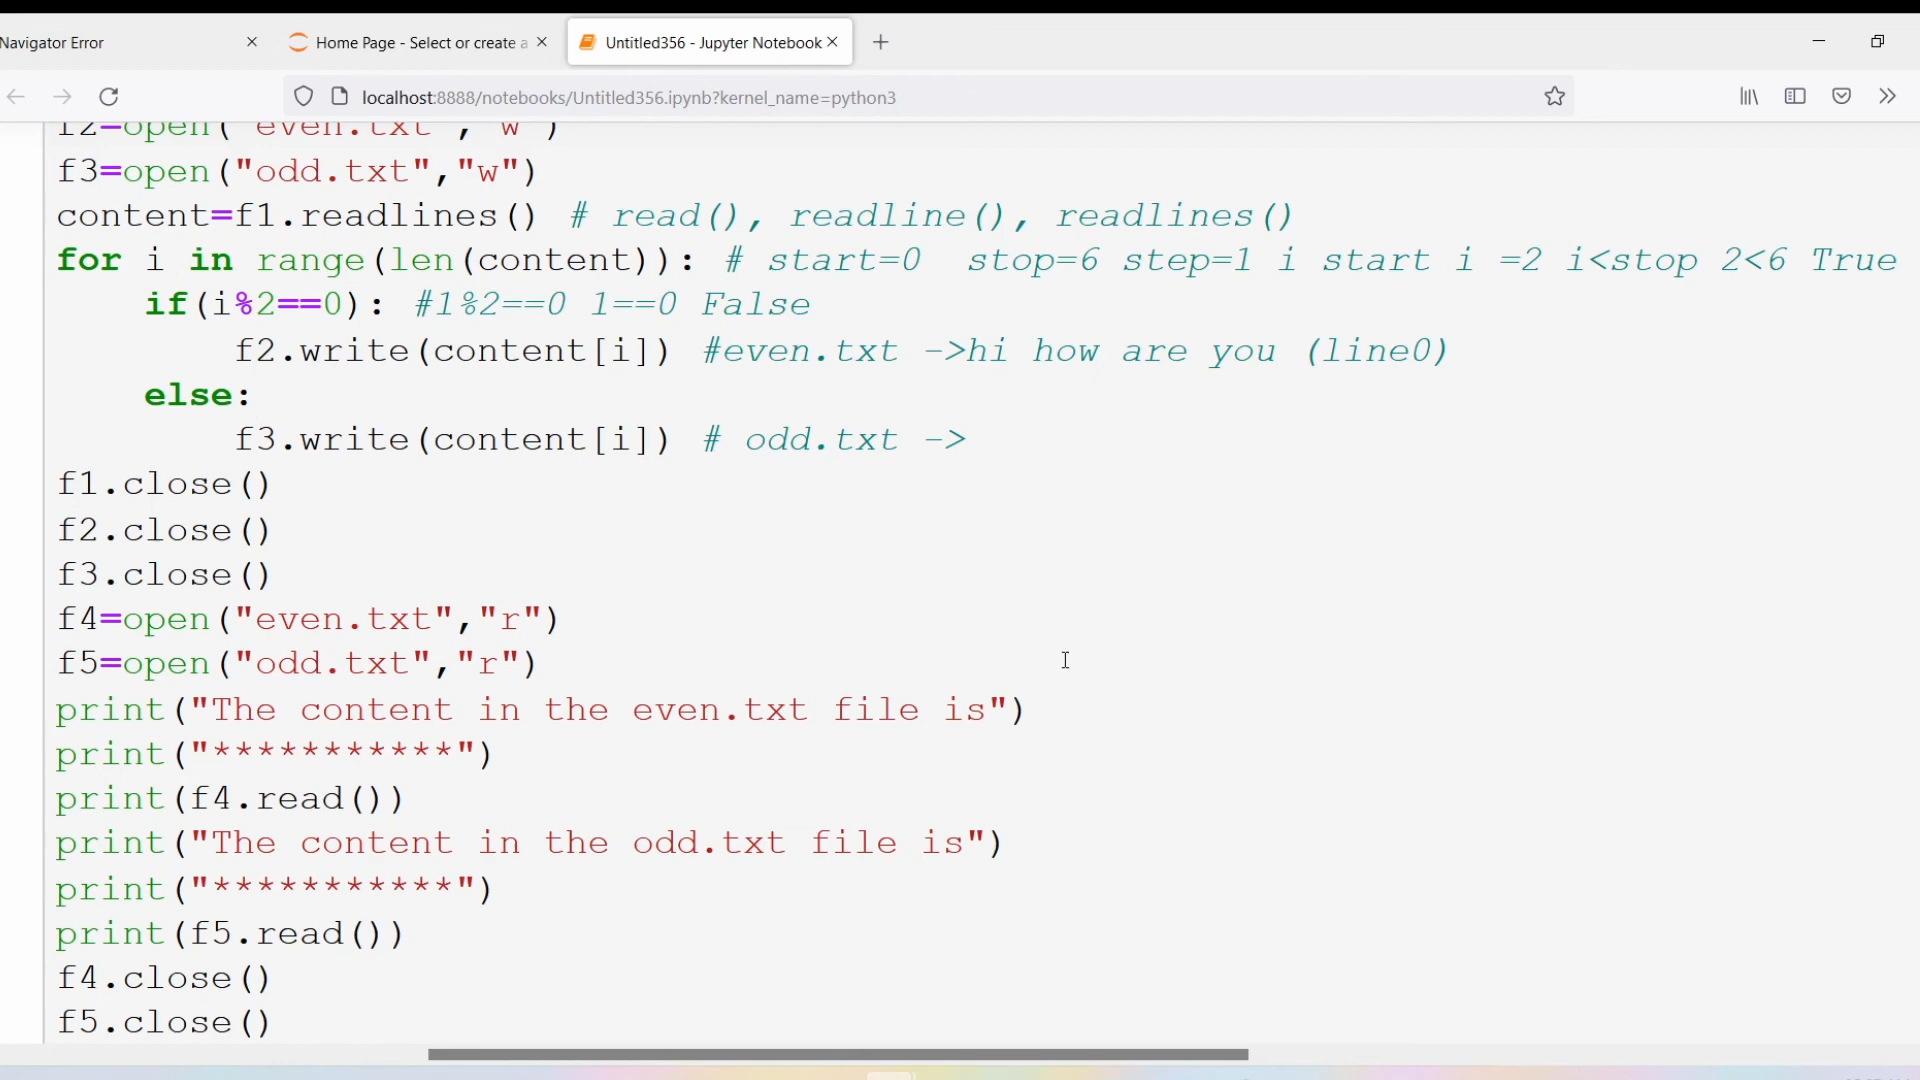 Navigator Error
Home Page - Select or create a
Untitled356 - Jupyter Notebook
localhost:8888/notebooks/Untitled356.ipynb?kernel_name=python3
f2=open("even.txt","w")
f3=open("odd.txt","w")
content=f1.readlines() # read(), readline(), readlines()
for i in range(len(content)): # start=0  stop=6 step=1 i start i =2 i<stop 2<6 True
    if(i%2==0): #1%2==0 1==0 False
        f2.write(content[i]) #even.txt ->hi how are you (line0)
    else:
        f3.write(content[i]) # odd.txt ->
f1.close()
f2.close()
f3.close()
f4=open("even.txt","r")
f5=open("odd.txt","r")
print("The content in the even.txt file is")
print("***********")
print(f4.read())
print("The content in the odd.txt file is")
print("***********")
print(f5.read())
f4.close()
f5.close()